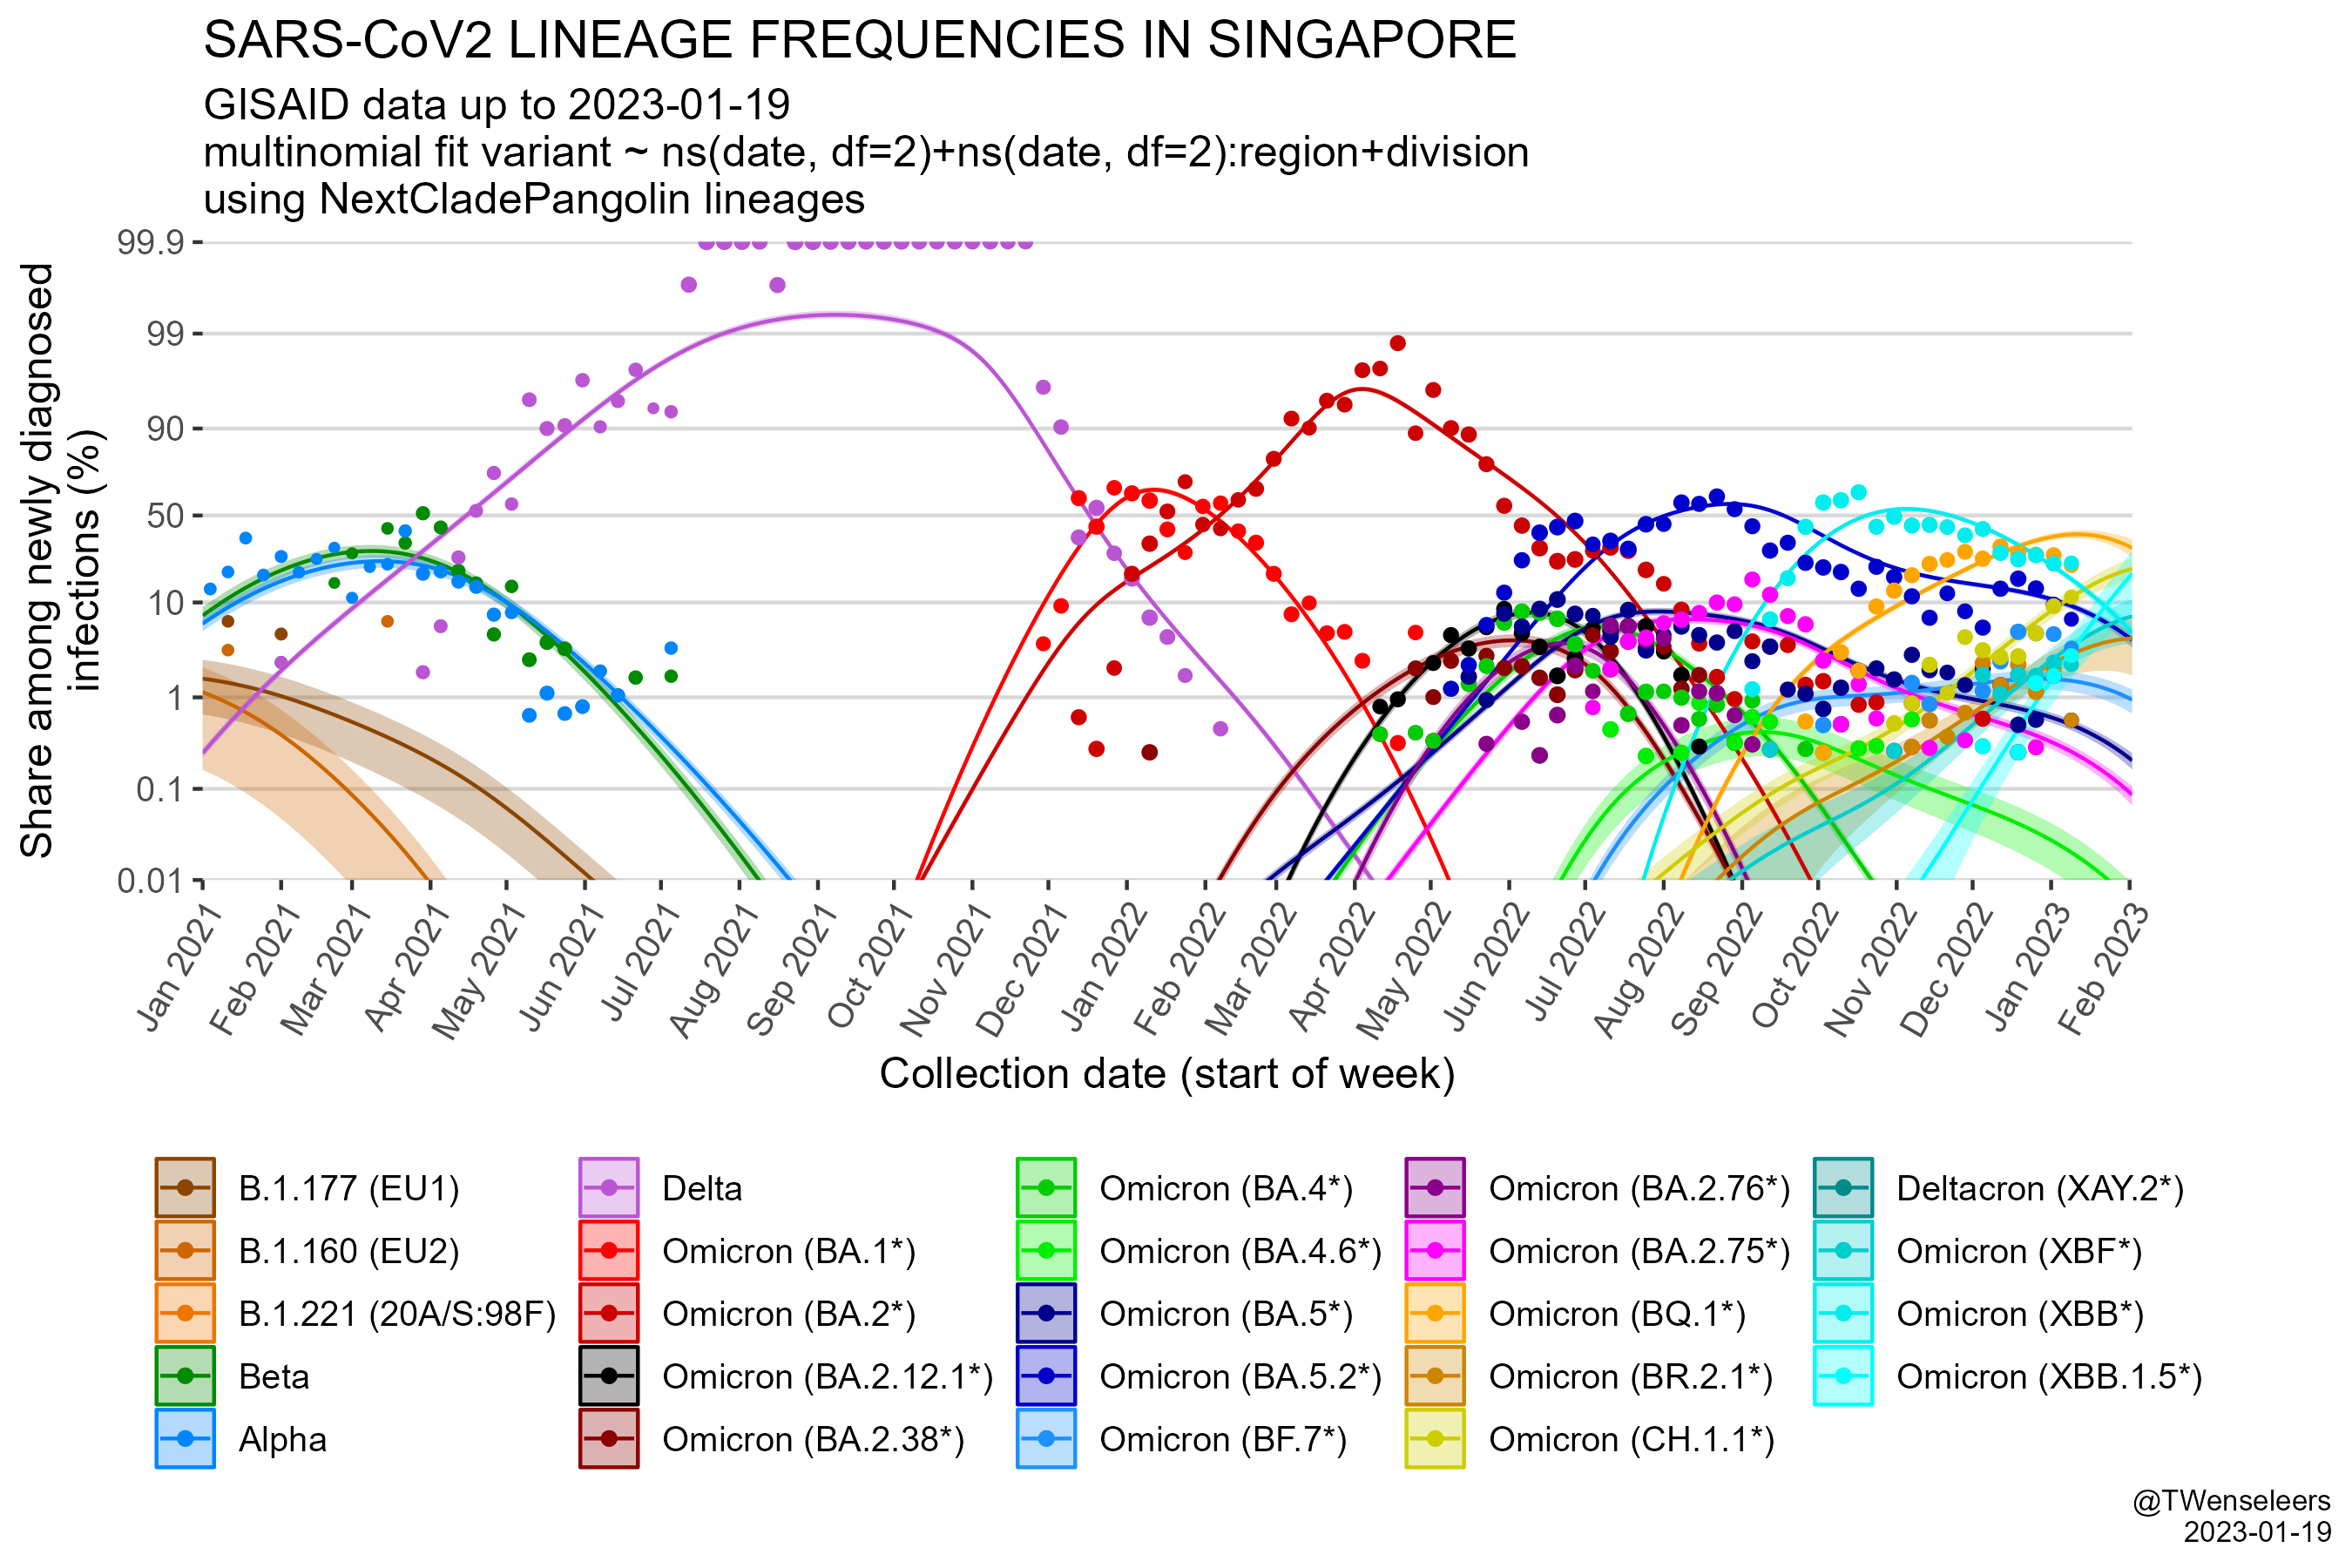 SARS-CoV2 LINEAGE FREQUENCIES IN SINGAPORE
GISAID data up to 2023-01-19
multinomial fit variant ~ ns(date, df=2)+ns(date, df=2):region+division
using NextCladePangolin lineages
Share among newly diagnosed
infections (%)
99.9
99
90
50
10
1
0.1
0.01
Jan 2021
Feb 2021
Mar 2021
Apr 2021
May 2021
Jun 2021
Jul 2021
Aug 2021
Sep 2021
Oct 2021
Nov 2021
Dec 2021
Jan 2022
Feb 2022
Mar 2022
Apr 2022
May 2022
Jun 2022
Jul 2022
Aug 2022
Sep 2022
Oct 2022
Nov 2022
Dec 2022
Jan 2023
Feb 2023
Collection date (start of week)
B.1.177 (EU1)
B.1.160 (EU2)
B.1.221 (20A/S:98F)
Beta
Alpha
Delta
Omicron (BA.1*)
Omicron (BA.2*)
Omicron (BA.2.12.1*)
Omicron (BA.2.38*)
Omicron (BA.4*)
Omicron (BA.4.6*)
Omicron (BA.5*)
Omicron (BA.5.2*)
Omicron (BF.7*)
Omicron (BA.2.76*)
Omicron (BA.2.75*)
Omicron (BQ.1*)
Omicron (BR.2.1*)
Omicron (CH.1.1*)
Deltacron (XAY.2*)
Omicron (XBF*)
Omicron (XBB*)
Omicron (XBB.1.5*)
@TWenseleers
2023-01-19